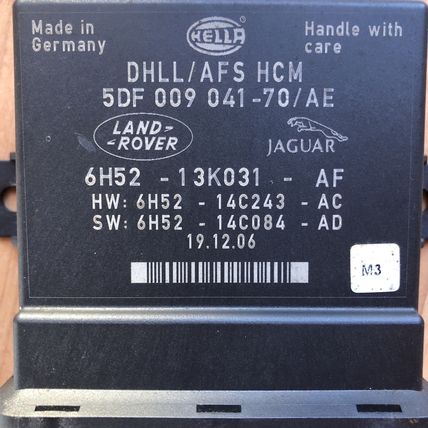 Made in
Germany
HELLA
Handle with
care
DHLL/AFS HCM
5DF 009 041-70/AE
LAND-
-ROVER
JAGUAR
6H52 - 13K031 - AF
HW: 6H52 - 14C243 - AC
SW: 6H52 - 14C084 - AD
19.12.06
M3